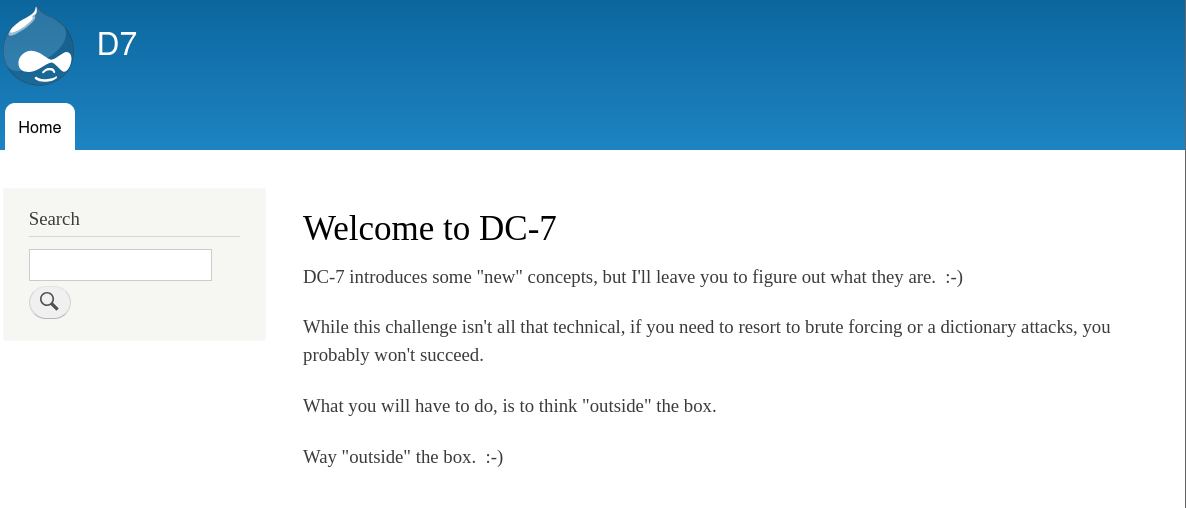 D7
Home
Search
Welcome to DC-7
DC-7 introduces some "new" concepts, but I'll leave you to figure out what they are.  :-)
While this challenge isn't all that technical, if you need to resort to brute forcing or a dictionary attacks, you
probably won't succeed.
What you will have to do, is to think "outside" the box.
Way "outside" the box.  :-)